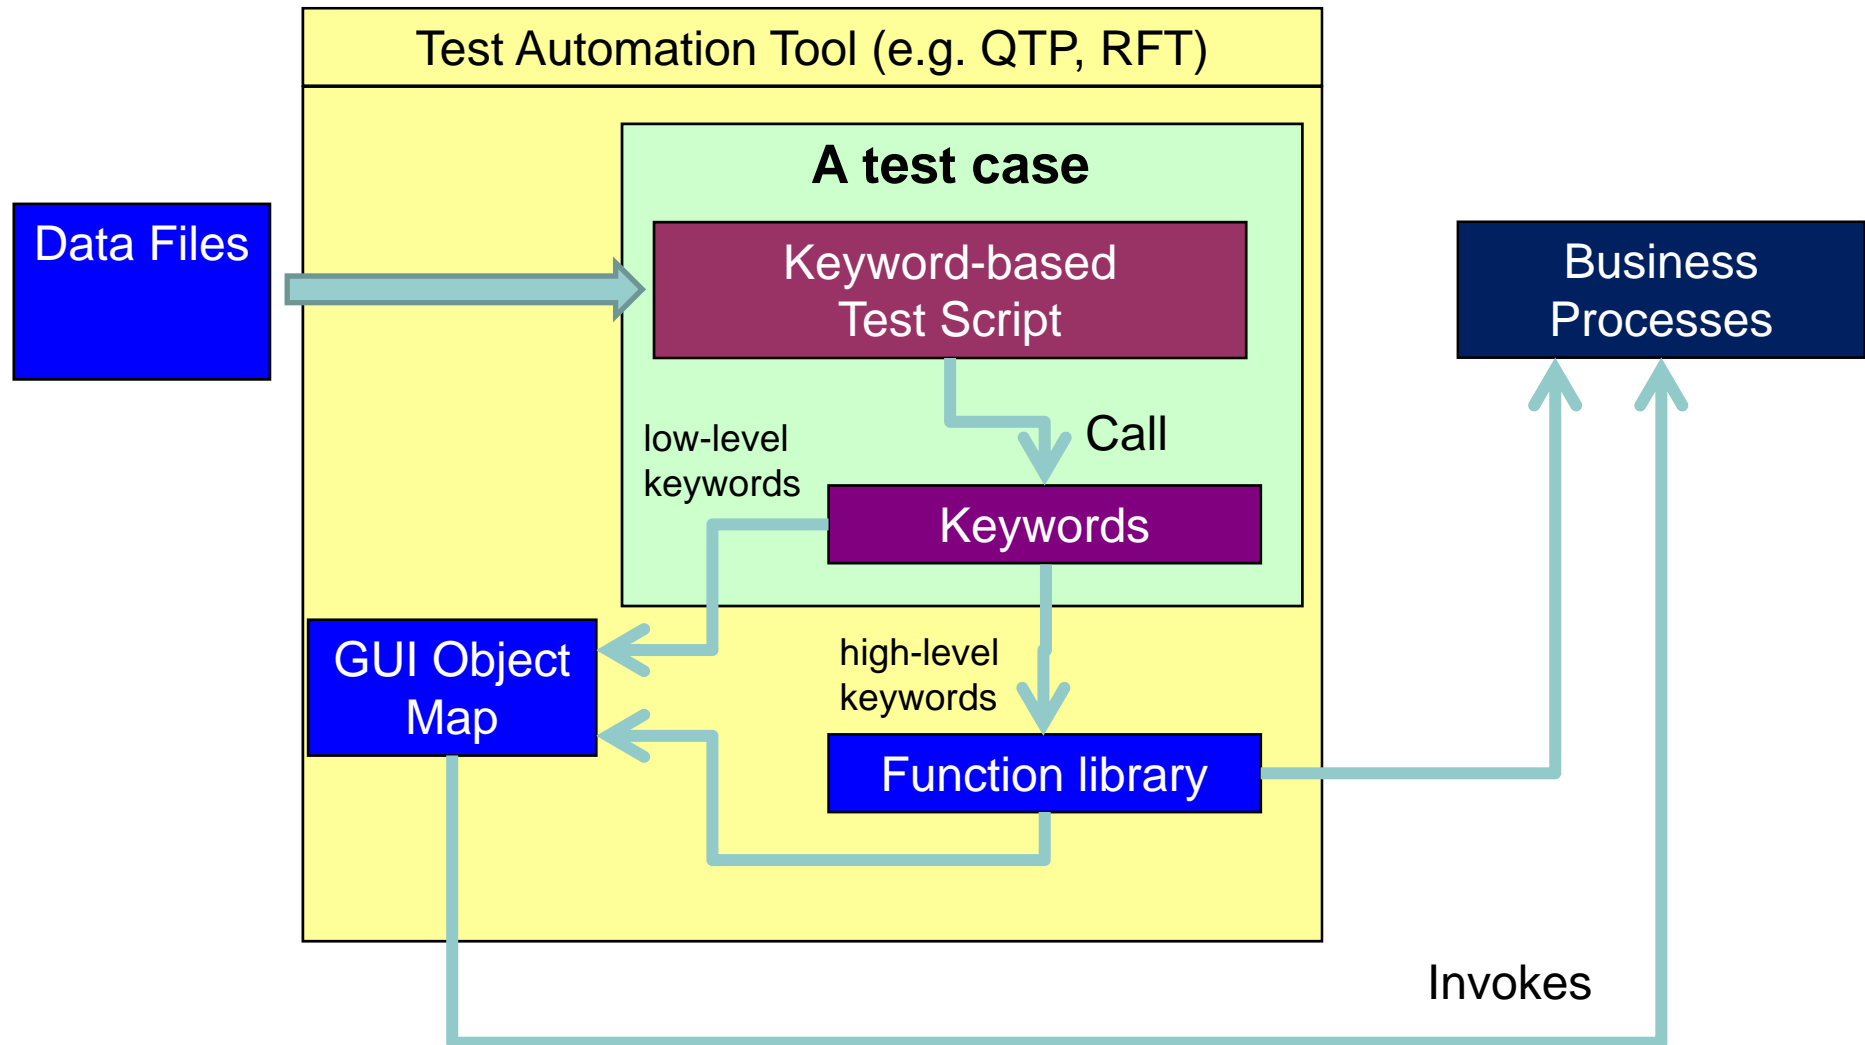 Test Automation Tool (e.g. QTP, RFT)
A test case
Data Files
Keyword-based
Test Script
Business
Processes
Call
low-level
keywords
Keywords
GUI Object
Map
high-level
keywords
Function library
Invokes